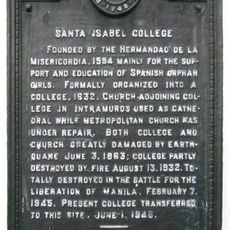 1948
SANTA ISABEL COLLEGE
FOUNDED BY THE HERMANDAD DE LA
MISERICORDIA, 1594 MAINLY FOR THE SUP-
PORT AND EDUCATION OF SPANISH ORPHAN
GIRLS. FORMALLY ORGANIZED INTO A
COLLEGE, 1632. CHURCH ADJOINING COL-
LEGE IN INTRAMUROS USED AS CATHE-
DRAL WHILE METROPOLITAN CHURCH WAS
UNDER REPAIR. BOTH COLLEGE AND
CHURCH GREATLY DAMAGED BY EARTH-
QUAKE JUNE 3, 1863; COLLEGE PARTLY
DESTROYED BY FIRE AUGUST 13, 1932. TO-
TALLY DESTROYED IN THE BATTLE FOR THE
LIBERATION OF MANILA, FEBRUARY 7,
1945. PRESENT COLLEGE TRANSFERRED
TO THIS SITE, JUNE 1, 1946.